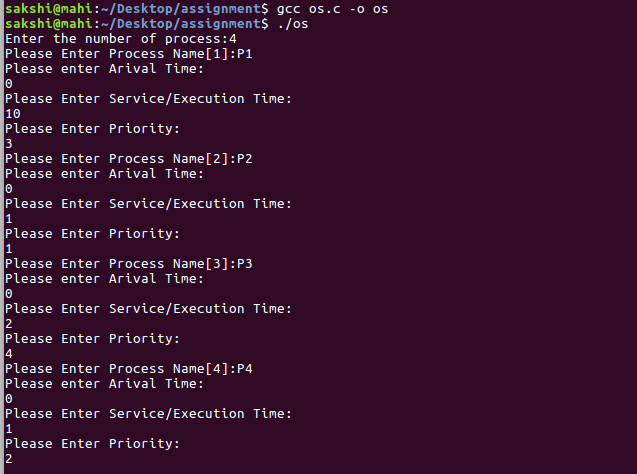 sakshi@mahi:~/Desktop/assignment$ gcc os.c -o os
sakshi@mahi:~/Desktop/assignment$ ./os
Enter the number of process:4
Please Enter Process Name[1]:P1
Please enter Arival Time:
0
Please Enter Service/Execution Time:
10
Please Enter Priority:
3
Please Enter Process Name[2]:P2
Please enter Arival Time:
0
Please Enter Service/Execution Time:
1
Please Enter Priority:
1
Please Enter Process Name[3]:P3
Please enter Arival Time:
0
Please Enter Service/Execution Time:
2
Please Enter Priority:
4
Please Enter Process Name[4]:P4
Please enter Arival Time:
0
Please Enter Service/Execution Time:
1
Please Enter Priority:
2